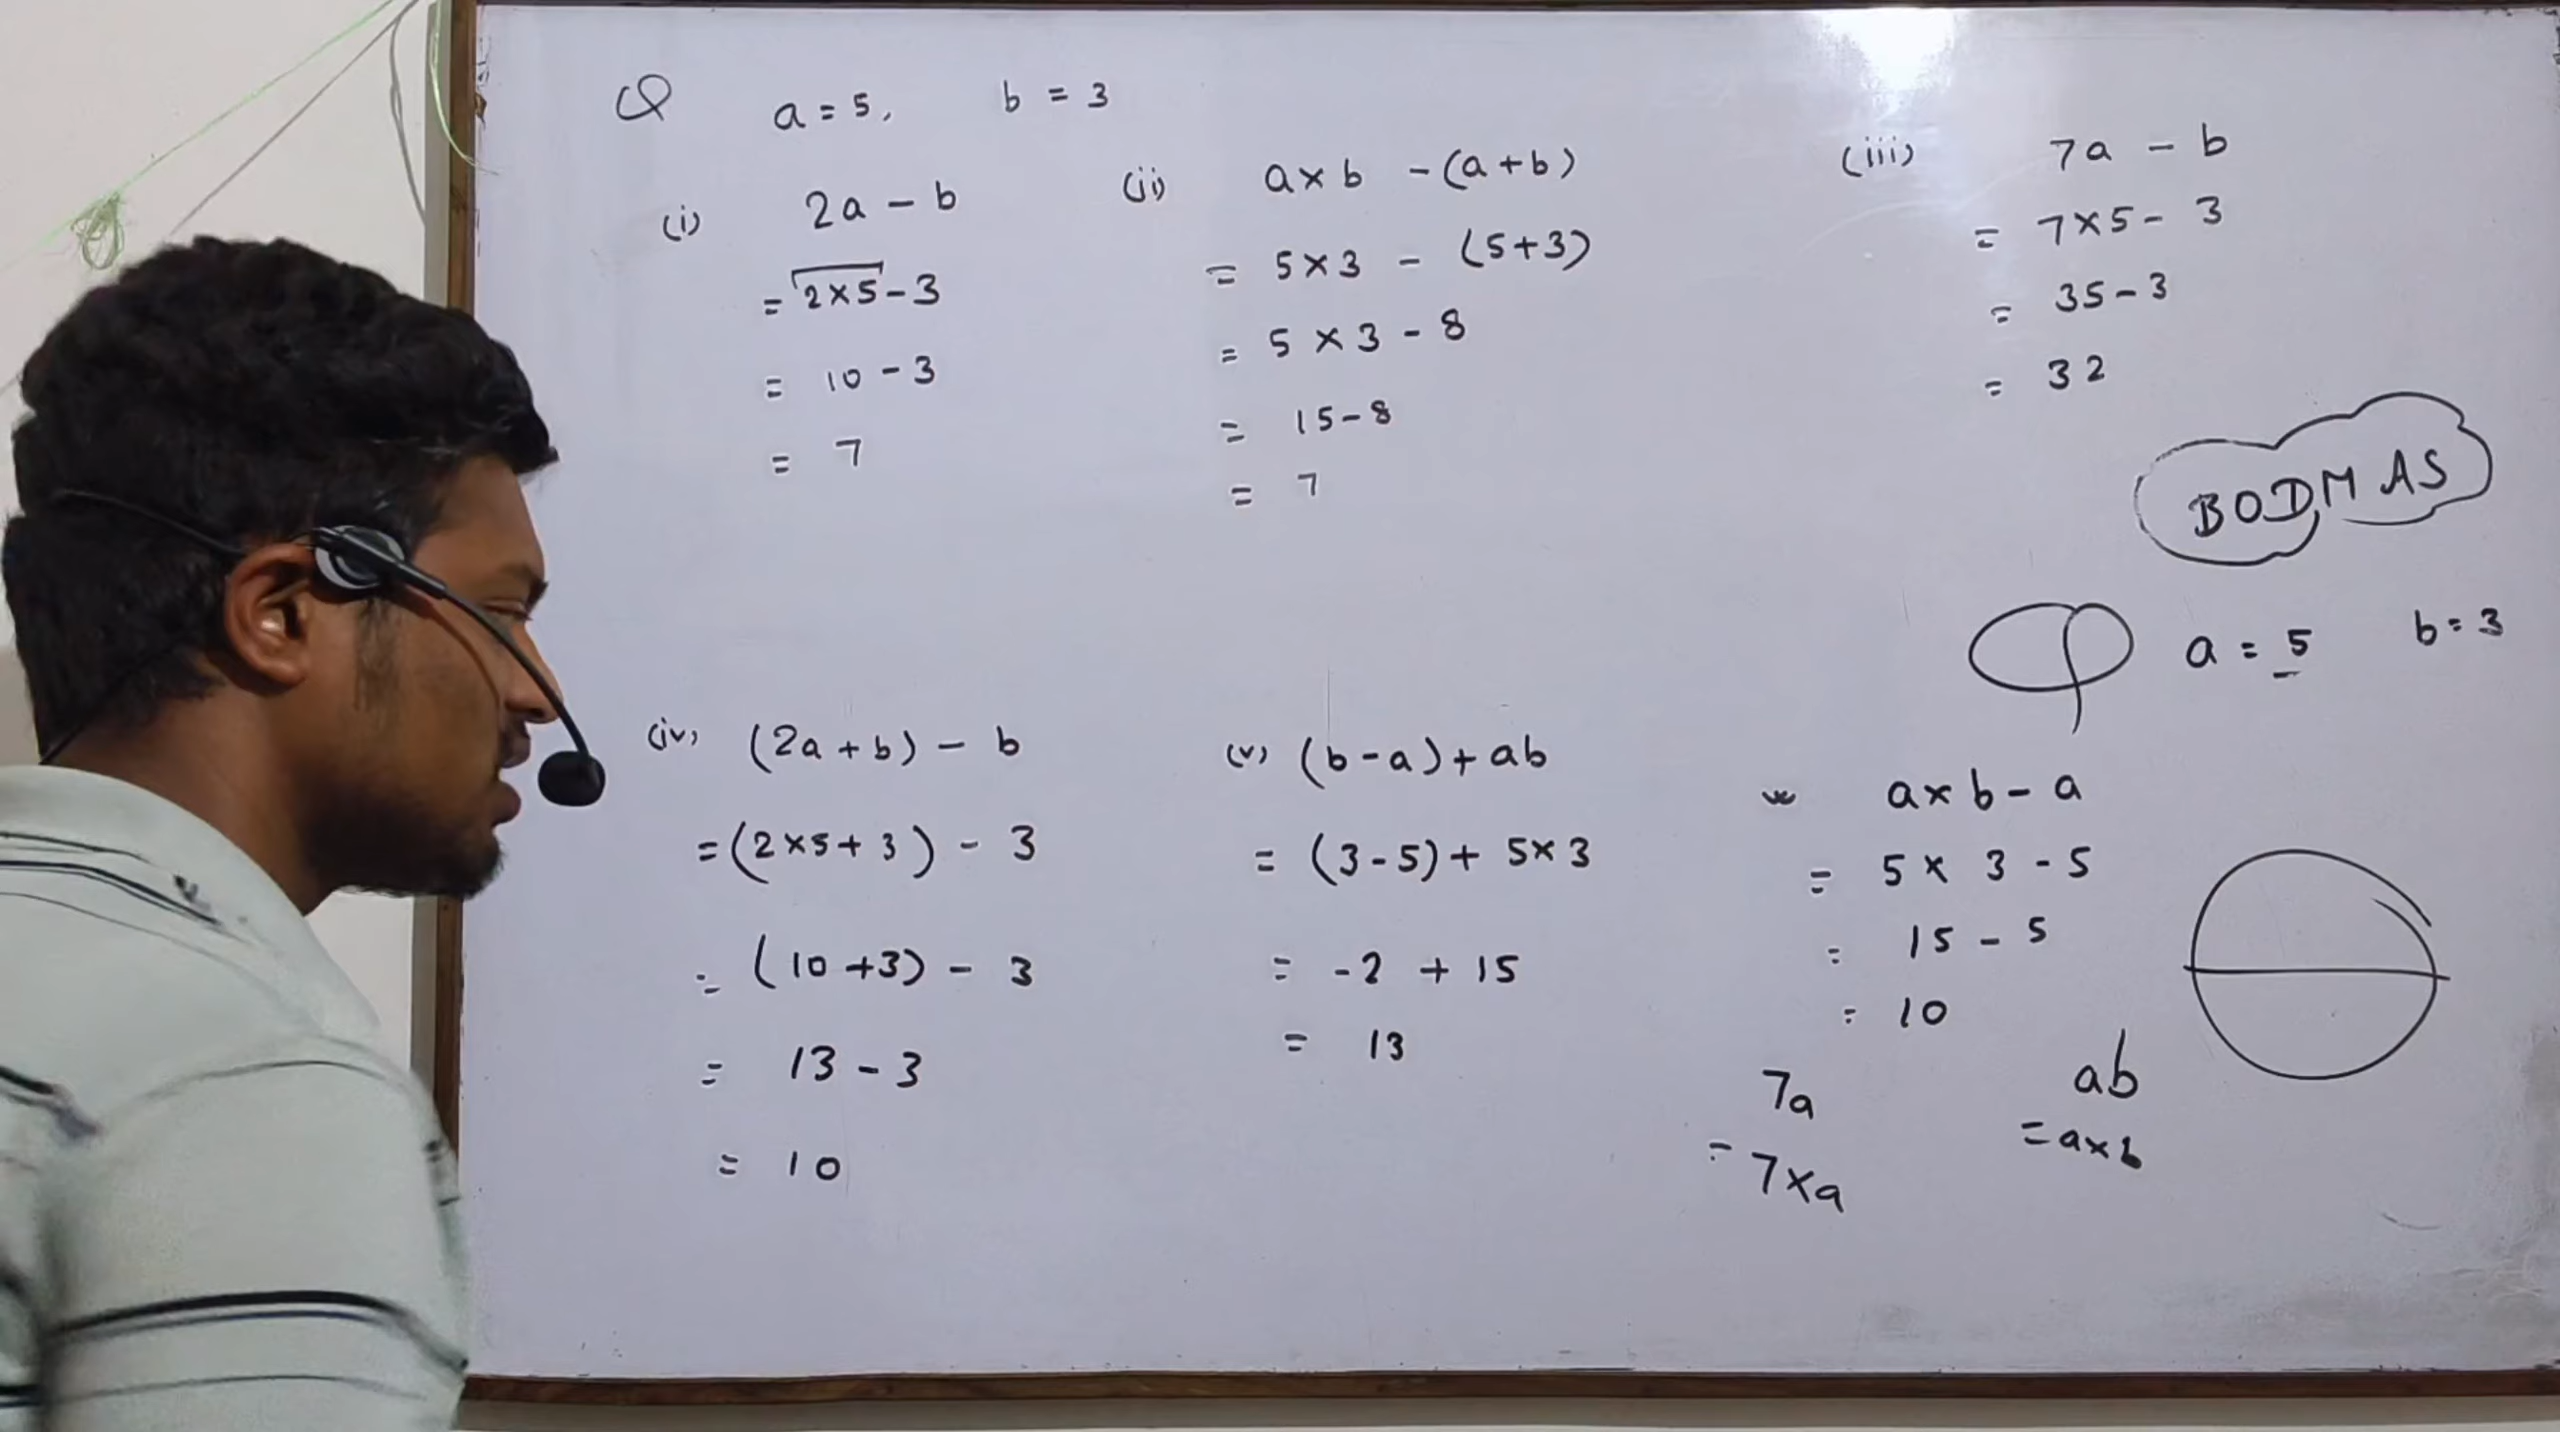 Q a = 5, b = 3
(i) 2a - b
= 2×5 - 3
= 10 - 3
= 7
(ii) a×b - (a+b)
= 5×3 - (5+3)
= 5×3 - 8
= 15 - 8
= 7
(iii) 7a - b
= 7×5 - 3
= 35 - 3
= 32
BODMAS
a = 5 b = 3
(iv) (2a+b) - b
= (2×5+3) - 3
= (10+3) - 3
= 13 - 3
= 10
(v) (b-a)+ab
= (3-5)+5×3
= -2 + 15
= 13
a×b - a
= 5×3 - 5
= 15 - 5
= 10
7a
= 7×a
ab
= a×b